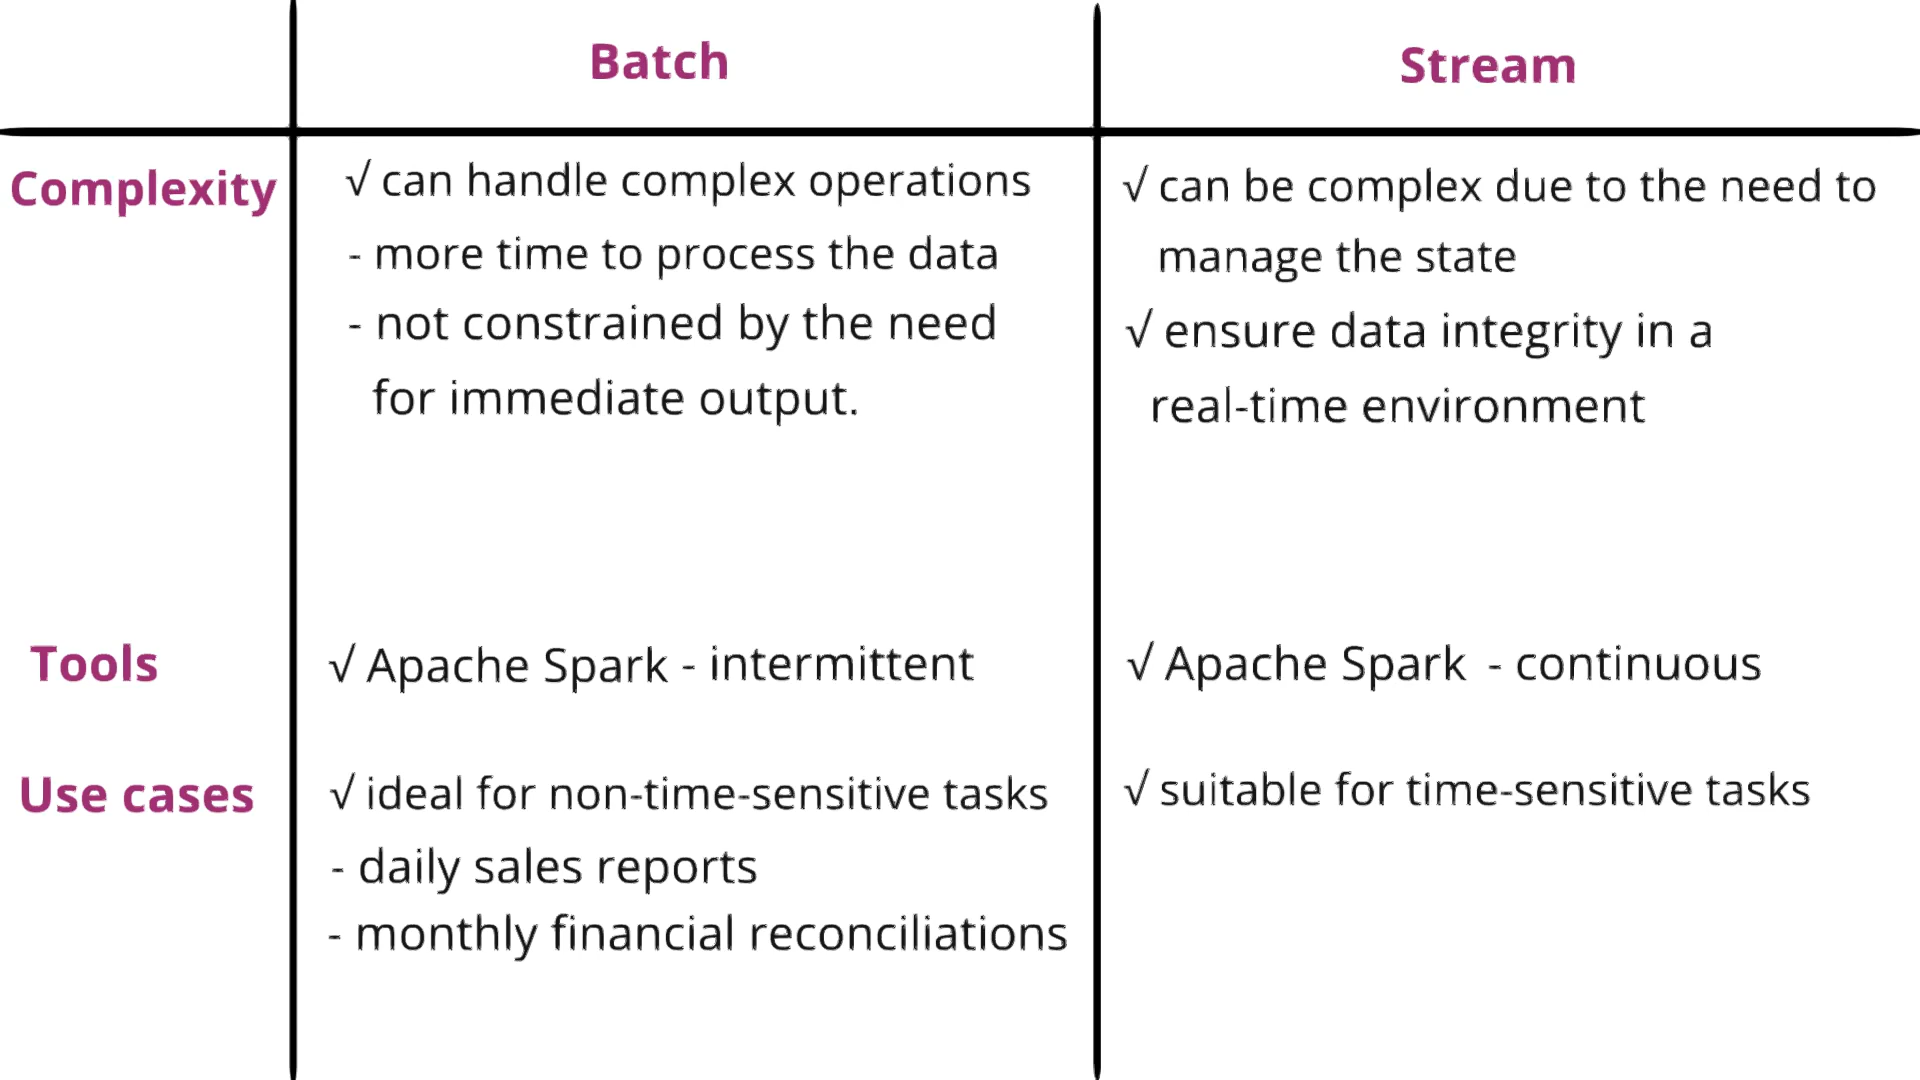 Batch
Stream
Complexity
√ can handle complex operations
- more time to process the data
- not constrained by the need
for immediate output.
√ can be complex due to the need to
manage the state
√ ensure data integrity in a
real-time environment
Tools
√ Apache Spark - intermittent
√ Apache Spark - continuous
Use cases
√ ideal for non-time-sensitive tasks
- daily sales reports
- monthly financial reconciliations
√ suitable for time-sensitive tasks